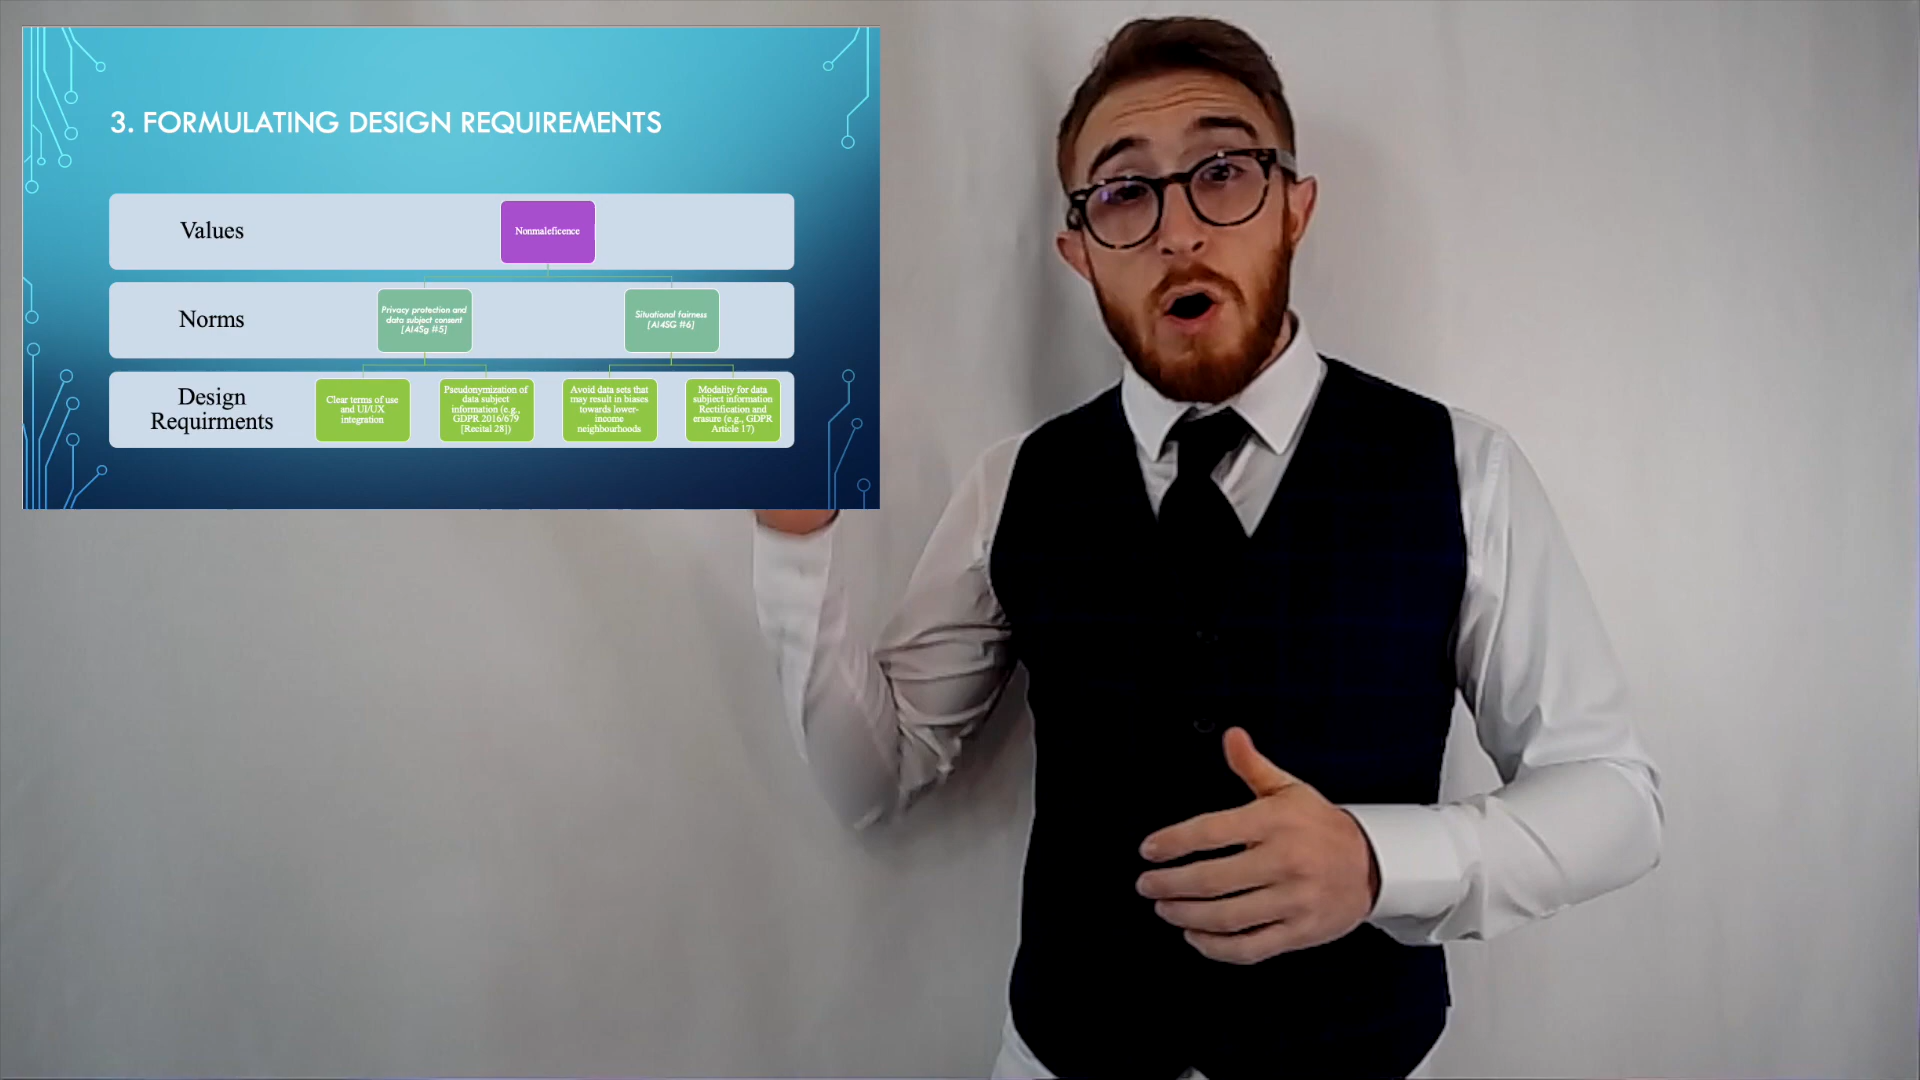 3. FORMULATING DESIGN REQUIREMENTS
Values
Nonmaleficence
Norms
Privacy protection and
data subject consent
[AI4Sg #5]
Situational fairness
[AI4SG #6]
Design
Requirments
Clear terms of use
and UI/UX
integration
Pseudonymization of
data subject
information (e.g.,
GDPR 2016/679
[Recital 28])
Avoid data sets that
may result in biases
towards lower-
income
neighbourhoods
Modality for data
subject information
Rectification and
erasure (e.g., GDPR
Article 17)